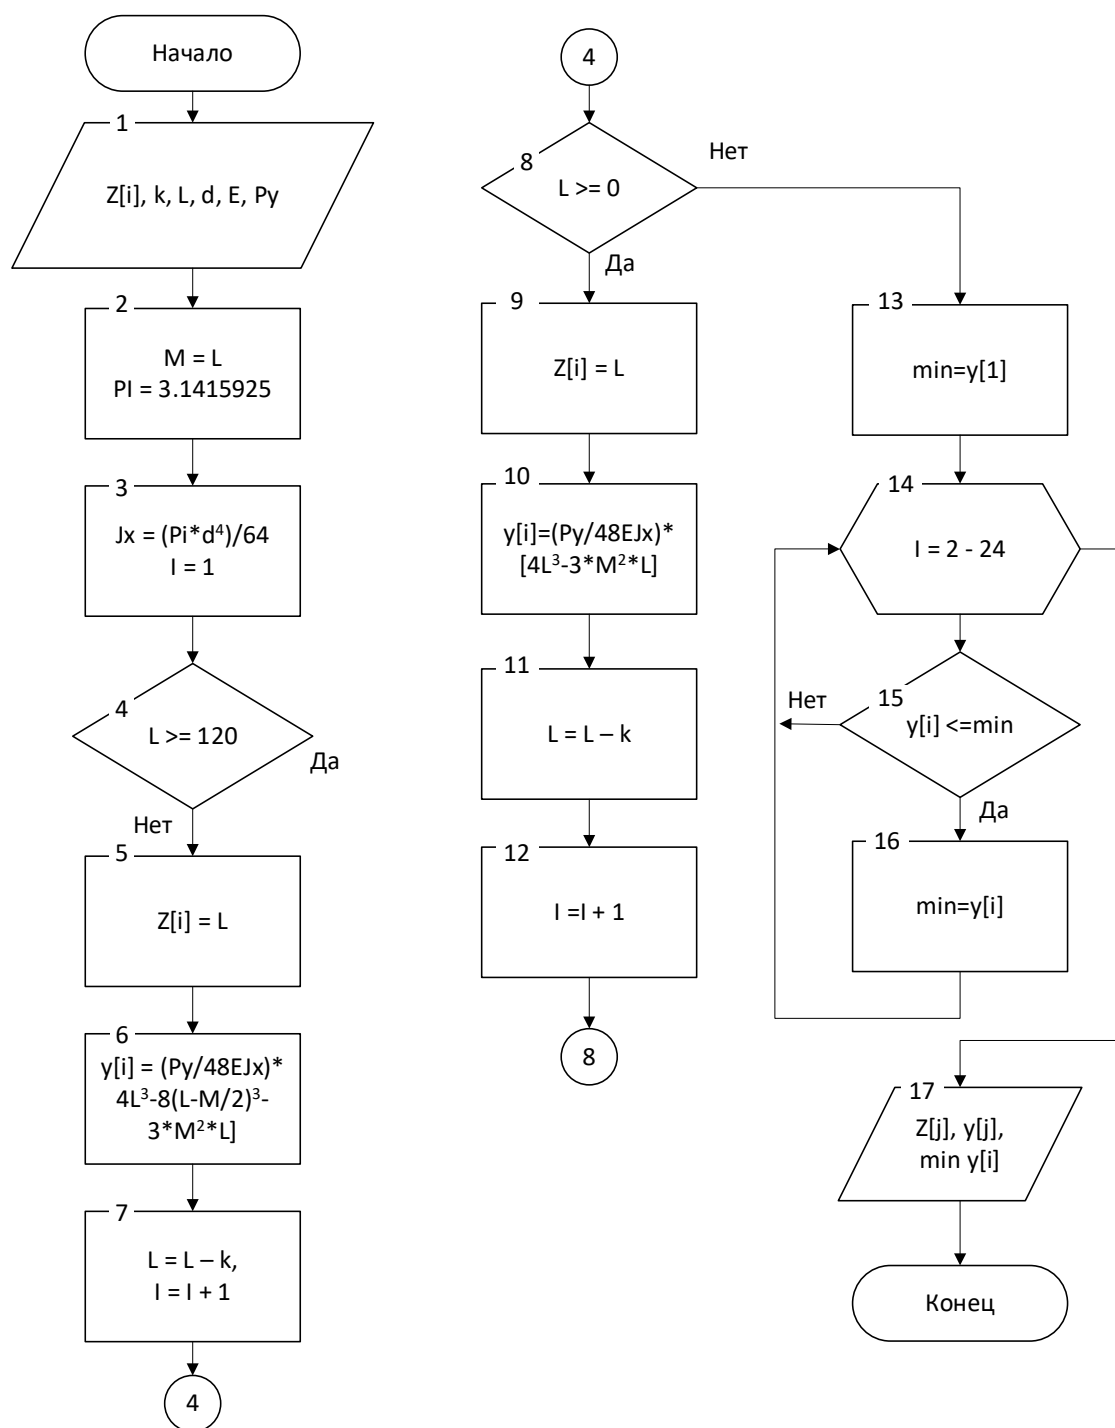 Начало
1
Z[i], k, L, d, E, Py
2
M = L
PI = 3.1415925
3
Jx = (Pi*d⁴)/64
I = 1
4
L >= 120
Да
Нет
5
Z[i] = L
6
y[i] = (Py/48EJx)*
4L³-8(L-M/2)³-
3*M²*L]
7
L = L – k,
I = I + 1
4
4
8
L >= 0
Нет
Да
9
Z[i] = L
10
y[i]=(Py/48EJx)*
[4L³-3*M²*L]
11
L = L – k
12
I =I + 1
8
13
min=y[1]
14
I = 2 - 24
15
y[i] <=min
Нет
Да
16
min=y[i]
17
Z[j], y[j],
min y[i]
Конец